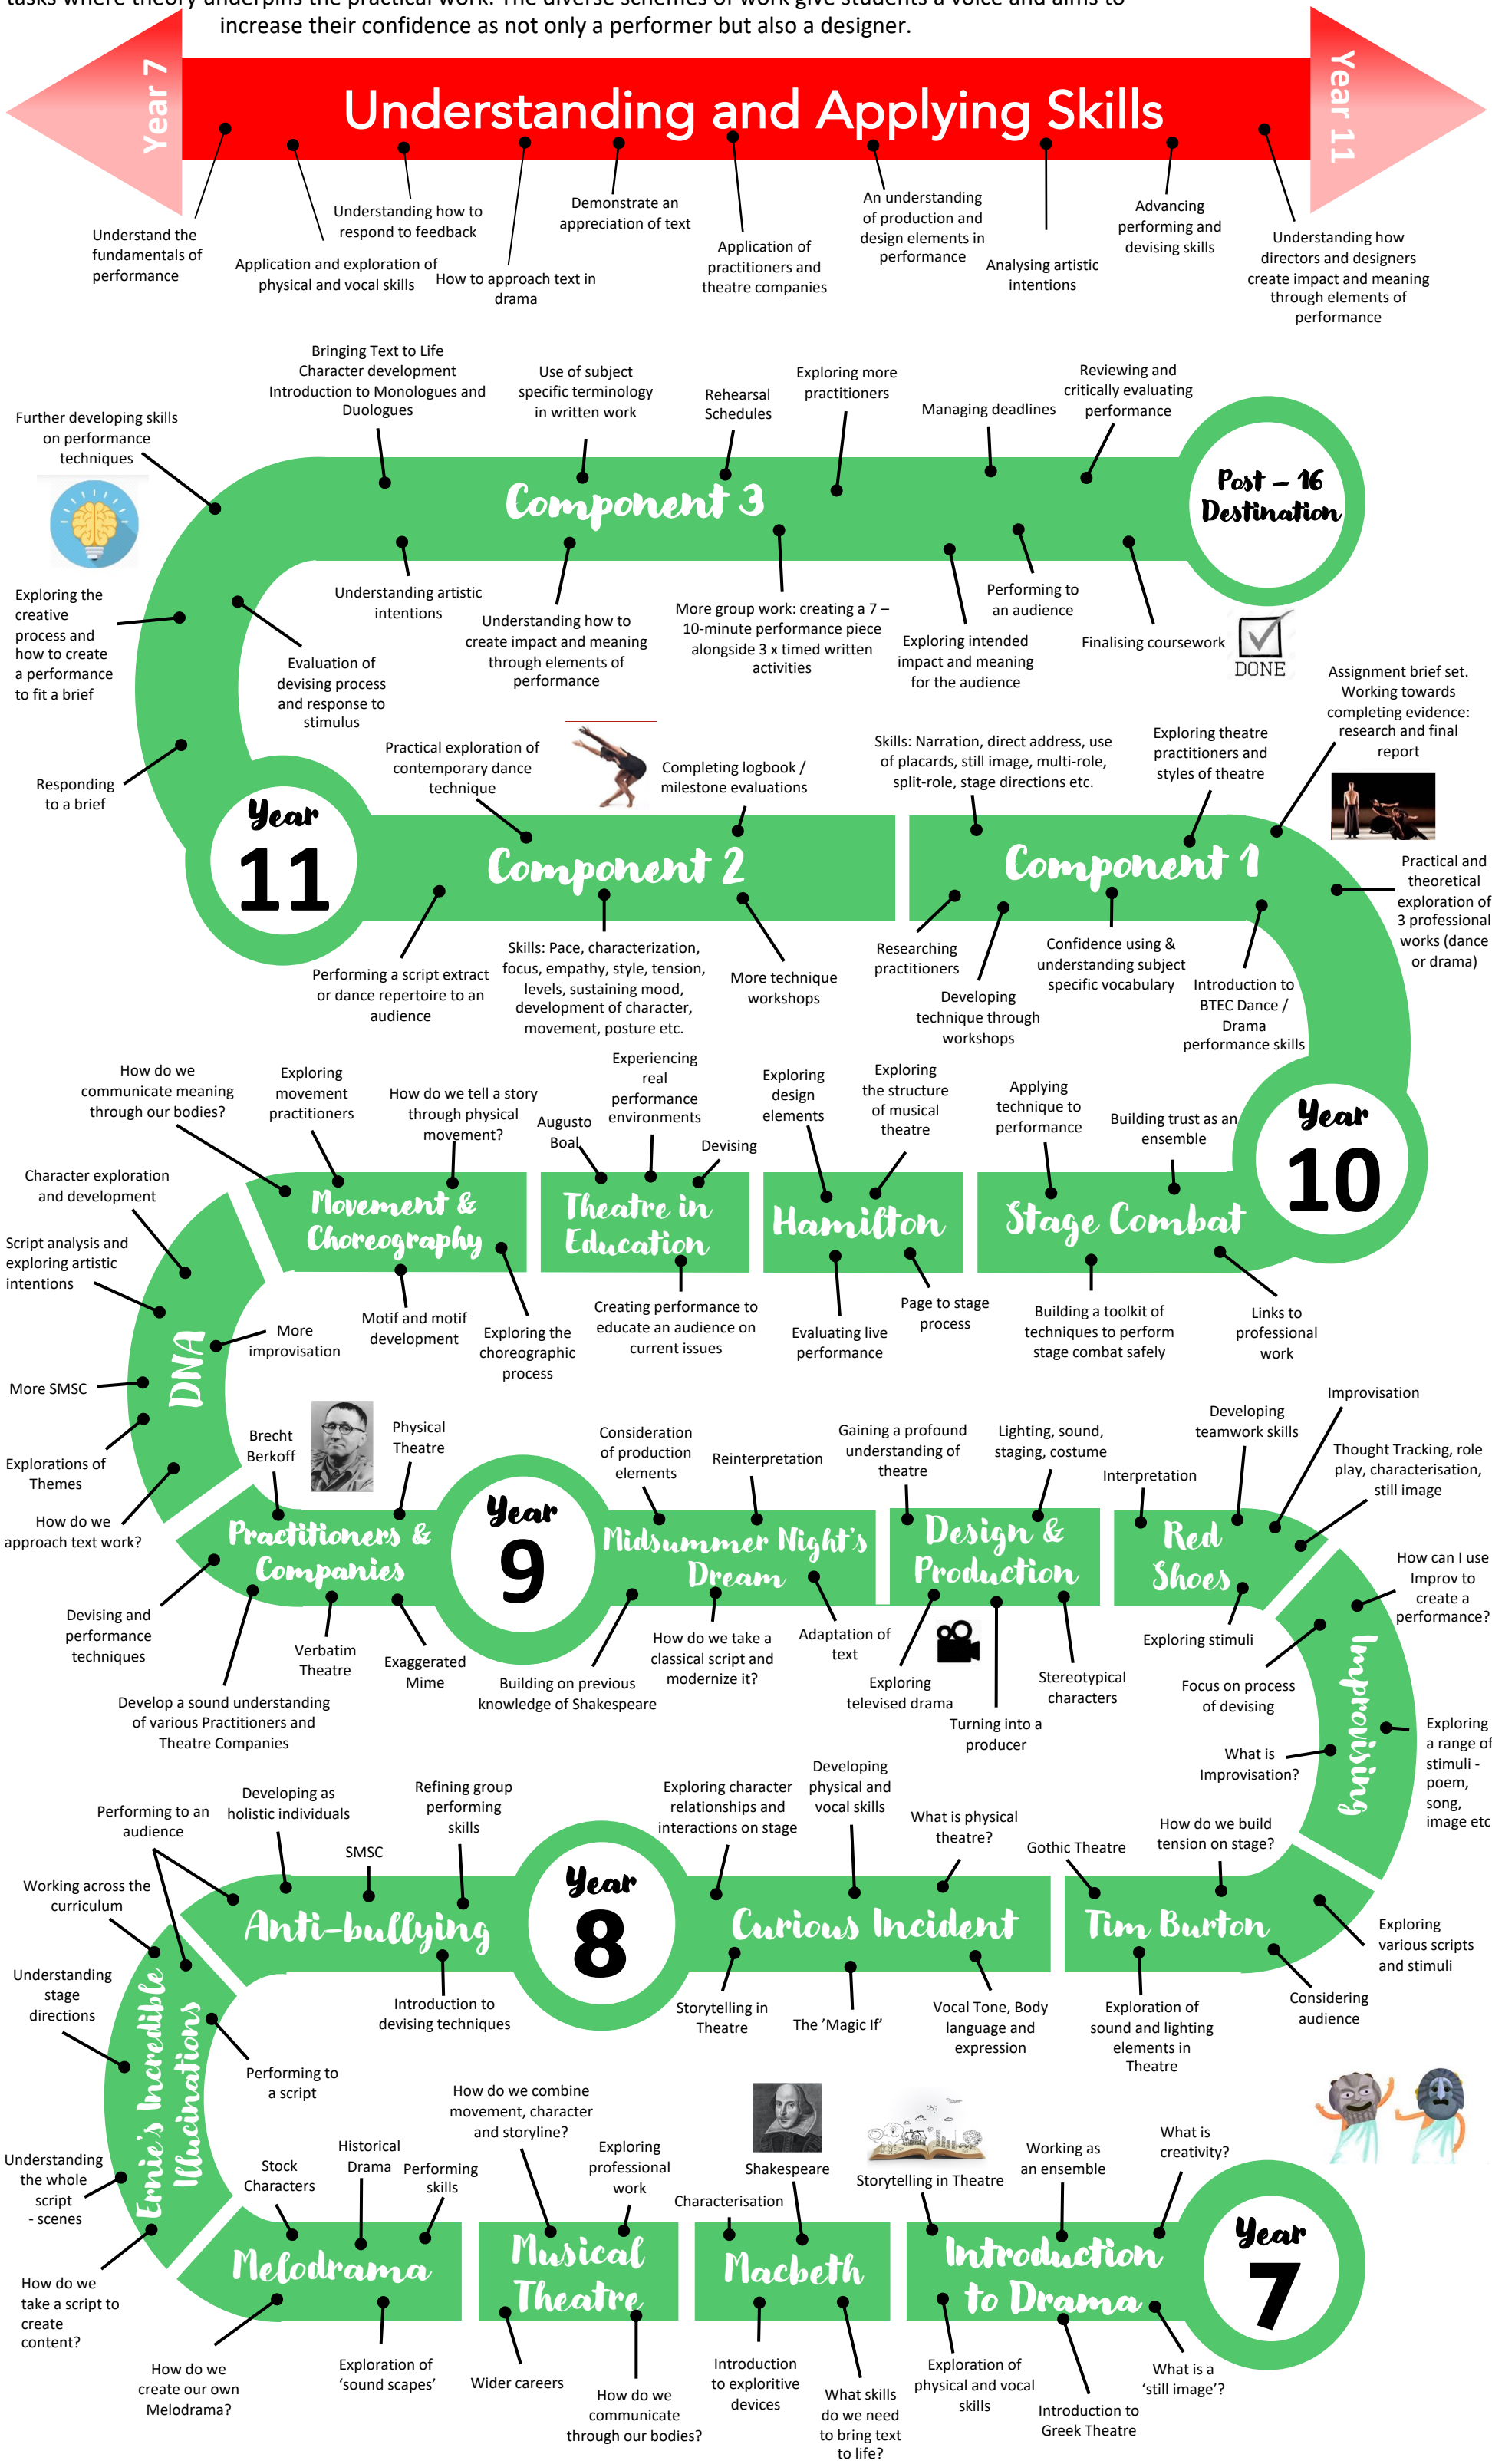 tasks where theory underpins the practical work. The diverse schemes of work give students a voice and aims to
increase their confidence as not only a performer but also a designer.
Year 7
Understanding and Applying Skills
Year 11
Understand the
fundamentals of
performance
Application and exploration of
physical and vocal skills
Understanding how to
respond to feedback
How to approach text in
drama
Demonstrate an
appreciation of text
Application of
practitioners and
theatre companies
An understanding
of production and
design elements in
performance
Analysing artistic
intentions
Advancing
performing and
devising skills
Understanding how
directors and designers
create impact and meaning
through elements of
performance
Further developing skills
on performance
techniques
Bringing Text to Life
Character development
Introduction to Monologues and
Duologues
Use of subject
specific terminology
in written work
Rehearsal
Schedules
Exploring more
practitioners
Managing deadlines
Reviewing and
critically evaluating
performance
Component 3
Post – 16
Destination
Exploring the
creative
process and
how to create
a performance
to fit a brief
Evaluation of
devising process
and response to
stimulus
Understanding artistic
intentions
Understanding how to
create impact and meaning
through elements of
performance
More group work: creating a 7 –
10-minute performance piece
alongside 3 x timed written
activities
Exploring intended
impact and meaning
for the audience
Performing to
an audience
Finalising coursework
DONE
Responding
to a brief
Year
11
Practical exploration of
contemporary dance
technique
Completing logbook /
milestone evaluations
Skills: Narration, direct address, use
of placards, still image, multi-role,
split-role, stage directions etc.
Exploring theatre
practitioners and
styles of theatre
Assignment brief set.
Working towards
completing evidence:
research and final
report
Component 2
Component 1
Practical and
theoretical
exploration of
3 professional
works (dance
or drama)
Performing a script extract
or dance repertoire to an
audience
Skills: Pace, characterization,
focus, empathy, style, tension,
levels, sustaining mood,
development of character,
movement, posture etc.
More technique
workshops
Researching
practitioners
Developing
technique through
workshops
Confidence using &
understanding subject
specific vocabulary
Introduction to
BTEC Dance /
Drama
performance skills
Year
10
How do we
communicate meaning
through our bodies?
Exploring
movement
practitioners
How do we tell a story
through physical
movement?
Augusto
Boal
Experiencing
real
performance
environments
Devising
Exploring
design
elements
Exploring
the structure
of musical
theatre
Applying
technique to
performance
Building trust as an
ensemble
Movement &
Choreography
Theatre in
Education
Hamilton
Stage Combat
Motif and motif
development
Exploring the
choreographic
process
Creating performance to
educate an audience on
current issues
Evaluating live
performance
Page to stage
process
Building a toolkit of
techniques to perform
stage combat safely
Links to
professional
work
Character exploration
and development
Script analysis and
exploring artistic
intentions
More
improvisation
DNA
More SMSC
Explorations of
Themes
How do we
approach text work?
Brecht
Berkoff
Physical
Theatre
Practitioners &
Companies
Year
9
Consideration
of production
elements
Reinterpretation
Gaining a profound
understanding of
theatre
Lighting, sound,
staging, costume
Interpretation
Developing
teamwork skills
Improvisation
Thought Tracking, role
play, characterisation,
still image
Midsummer Night's
Dream
Design &
Production
Red
Shoes
Devising and
performance
techniques
Develop a sound understanding
of various Practitioners and
Theatre Companies
Verbatim
Theatre
Exaggerated
Mime
Building on previous
knowledge of Shakespeare
How do we take a
classical script and
modernize it?
Adaptation of
text
Exploring
televised drama
Turning into a
producer
Stereotypical
characters
Exploring stimuli
How can I use
Improv to
create a
performance?
Focus on process
of devising
Improvising
What is
Improvisation?
Exploring
a range of
stimuli -
poem,
song,
image etc
Performing to an
audience
Developing as
holistic individuals
SMSC
Refining group
performing
skills
Exploring character
relationships and
interactions on stage
Developing
physical and
vocal skills
What is physical
theatre?
Gothic Theatre
How do we build
tension on stage?
Working across the
curriculum
Anti-bullying
Year
8
Curious Incident
Tim Burton
Exploring
various scripts
and stimuli
Introduction to
devising techniques
Storytelling in
Theatre
The 'Magic If'
Vocal Tone, Body
language and
expression
Exploration of
sound and lighting
elements in
Theatre
Considering
audience
Understanding
stage
directions
Ernie's Incredible
Illucinations
Performing to
a script
Understanding
the whole
script
- scenes
How do we
take a script to
create
content?
Stock
Characters
Historical
Drama
Performing
skills
How do we combine
movement, character
and storyline?
Exploring
professional
work
Characterisation
Shakespeare
Storytelling in Theatre
Working as
an ensemble
What is
creativity?
Melodrama
Musical
Theatre
Macbeth
Introduction
to Drama
Year
7
How do we
create our own
Melodrama?
Exploration of
‘sound scapes’
Wider careers
How do we
communicate
through our bodies?
Introduction
to exploritive
devices
What skills
do we need
to bring text
to life?
Exploration of
physical and vocal
skills
Introduction to
Greek Theatre
What is a
‘still image’?